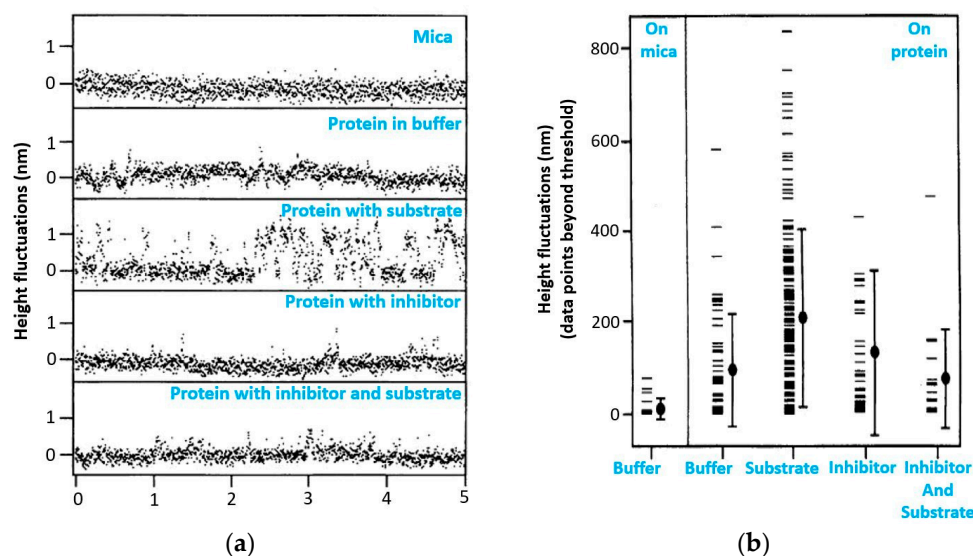 Height fluctuations (nm)
1
0
Mica
1
0
Protein in buffer
1
0
Protein with substrate
1
0
Protein with inhibitor
1
0
Protein with inhibitor and substrate
0 1 2 3 4 5
(a)
Height fluctuations (nm)
(data points beyond threshold)
800
600
400
200
0
On
mica
On
protein
Buffer
Buffer
Substrate
Inhibitor
Inhibitor
And
Substrate
(b)